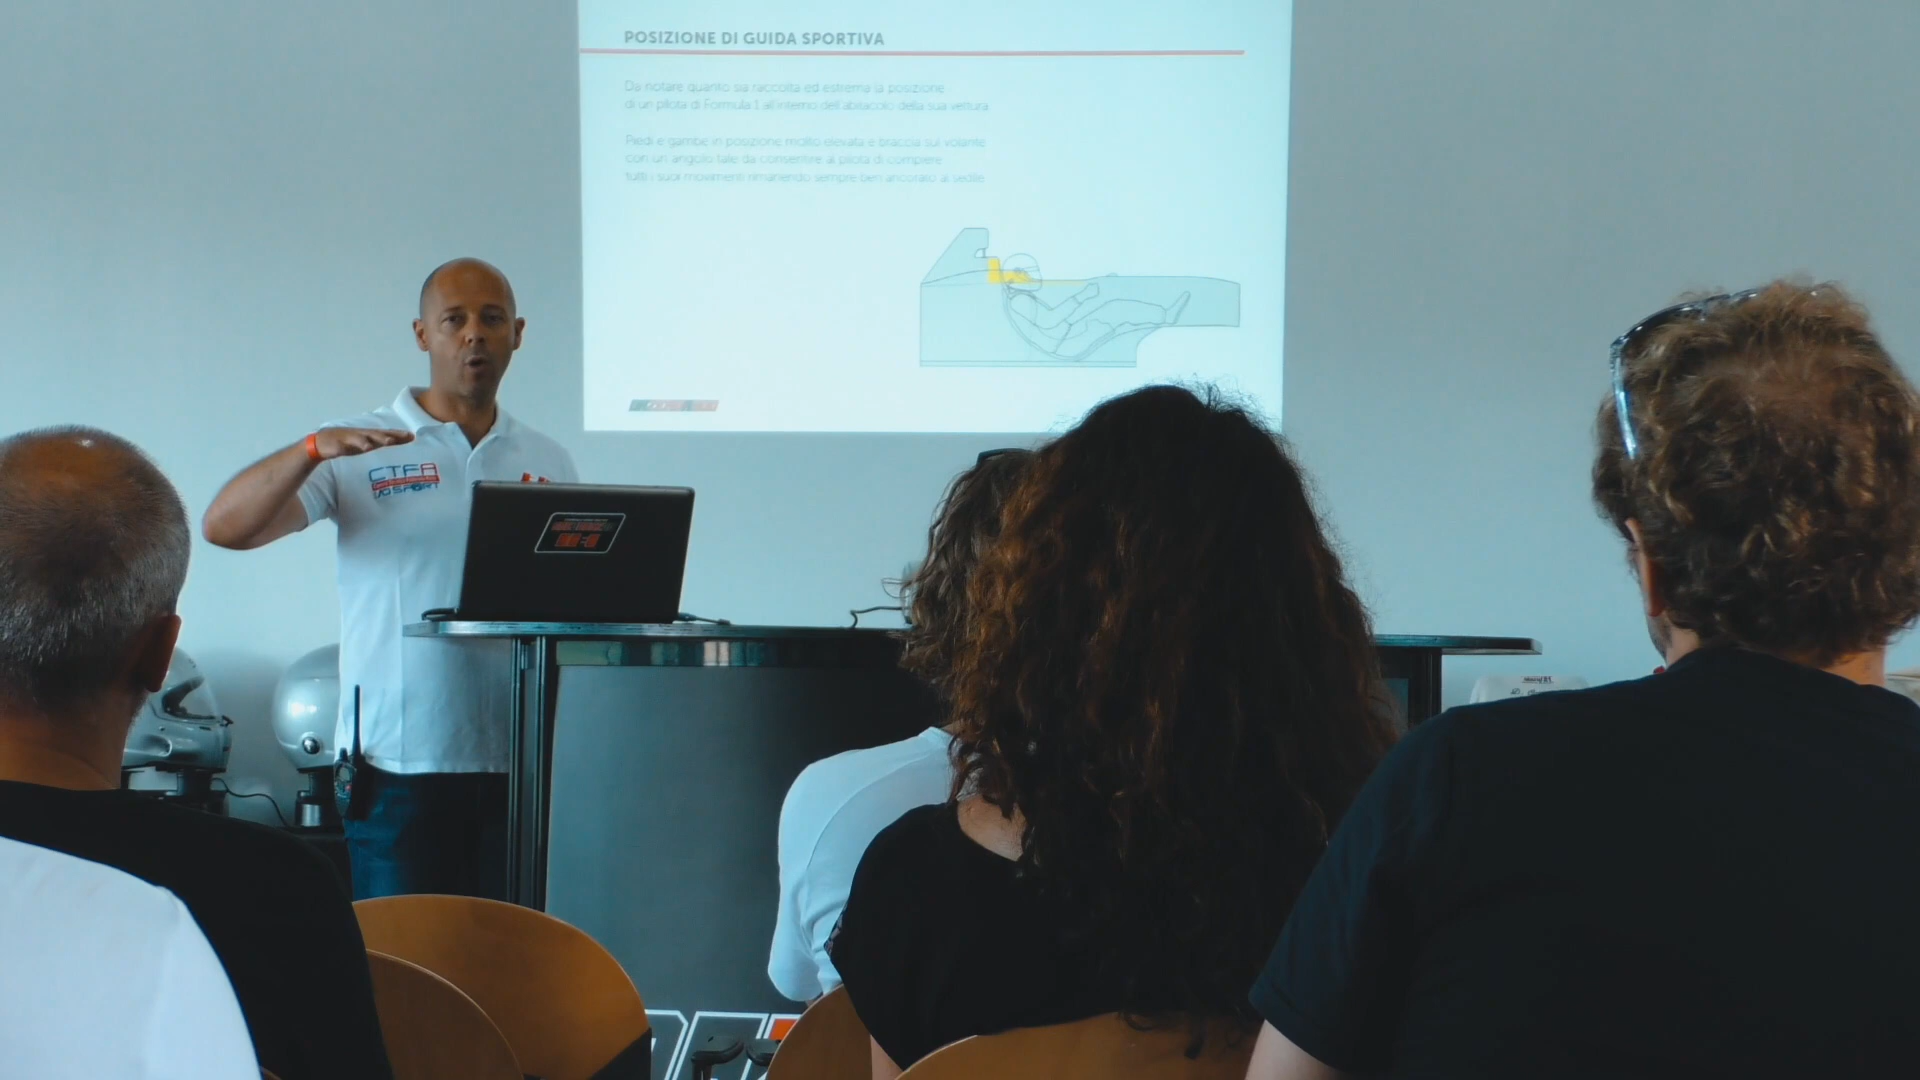 POSIZIONE DI GUIDA SPORTIVA
Da notare quanto sia raccolta ed estrema la posizione
di un pilota di Formula 1 all'interno dell'abitacolo della sua vettura.
Piedi e gambe in posizione molto elevata e braccia sul volante
con un angolo tale da consentire al pilota di compiere
tutti i suoi movimenti rimanendo sempre ben ancorato al sedile.
CTFA
SPORT